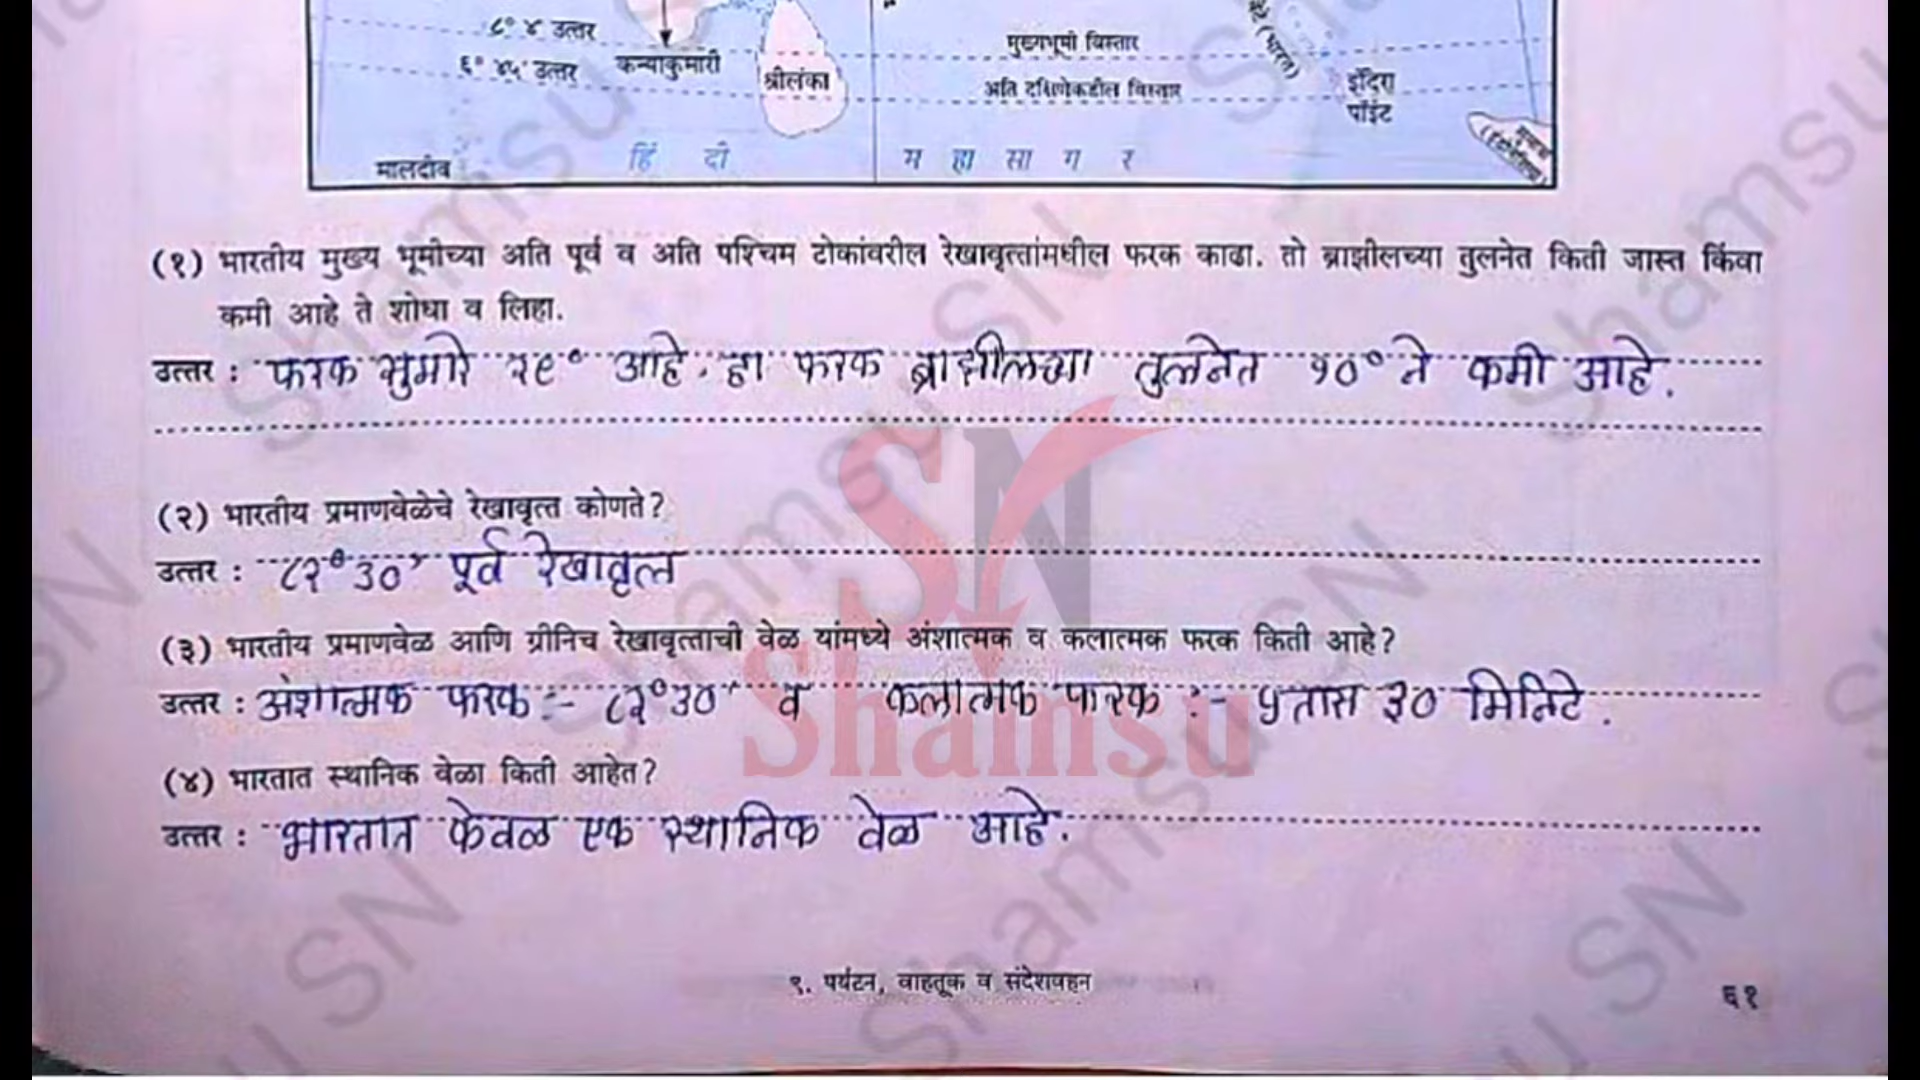 ८° ४ उत्तर
मुख्यभूमी विस्तार
६° ४५' उत्तर
कन्याकुमारी
श्रीलंका
अति दक्षिणेकडील विस्तार
इंदिरा
पॉइंट
(भारत)
मालदीव
हिं दी
म हा सा ग र
(१) भारतीय मुख्य भूमीच्या अति पूर्व व अति पश्चिम टोकांवरील रेखावृत्तांमधील फरक काढा. तो ब्राझीलच्या तुलनेत किती जास्त किंवा
कमी आहे ते शोधा व लिहा.
उत्तर : फरक सुमारे २९° आहे. हा फरक ब्राझीलच्या तुलनेत १०° ने कमी आहे.
(२) भारतीय प्रमाणवेळेचे रेखावृत्त कोणते?
उत्तर : ८२°३०' पूर्व रेखावृत्त
(३) भारतीय प्रमाणवेळ आणि ग्रीनिच रेखावृत्ताची वेळ यांमध्ये अंशात्मक व कलात्मक फरक किती आहे?
उत्तर : अंशात्मक फरक :- ८२°३०' व कलात्मक फारक :- ५ तास ३० मिनिटे.
(४) भारतात स्थानिक वेळा किती आहेत?
उत्तर : भारतात केवळ एक स्थानिक वेळ आहे.
SN
Shamsu
९. पर्यटन, वाहतूक व संदेशवहन
६१